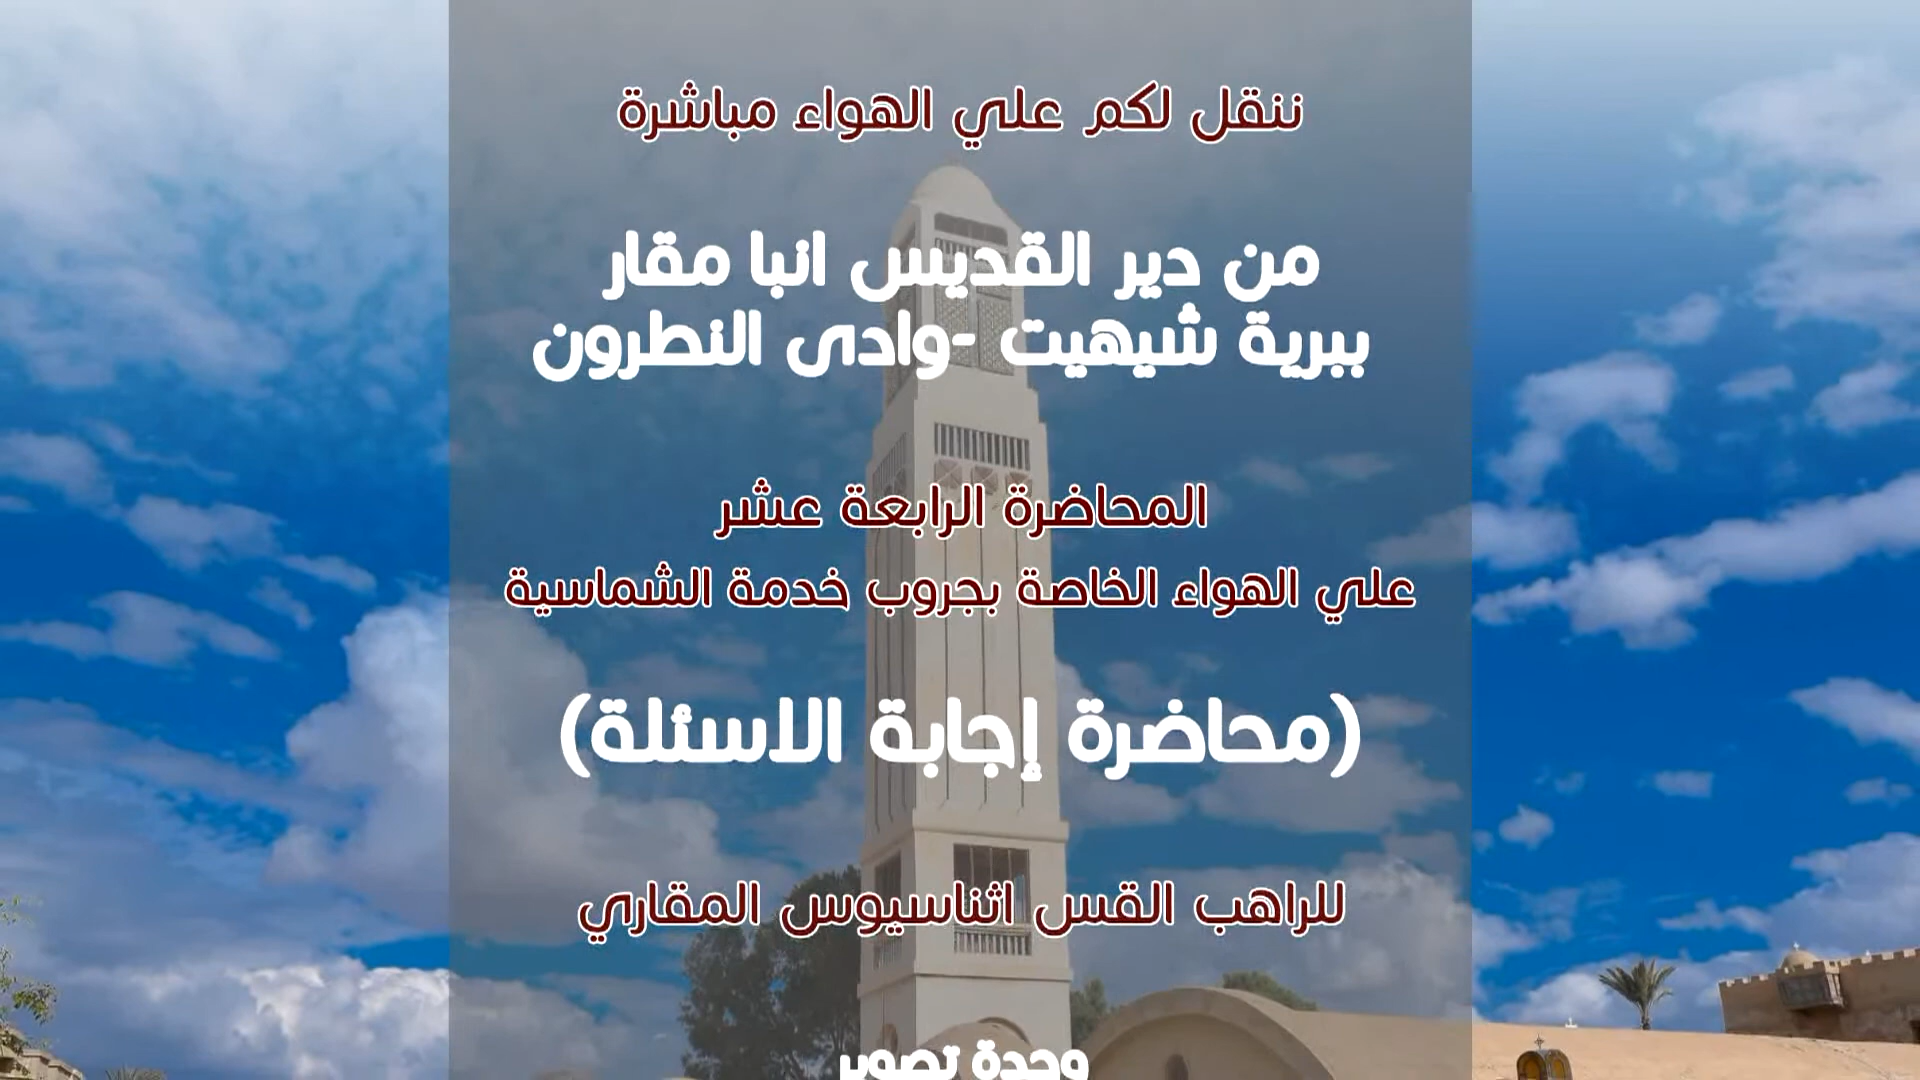 ننقل لكم علي الهواء مباشرة
من دير القديس انبا مقار
ببرية شيهيت -وادى النطرون
المحاضرة الرابعة عشر
علي الهواء الخاصة بجروب خدمة الشماسية
(محاضرة إجابة الاسئلة)
للراهب القس اثناسيوس المقاري
وحدة تصوير